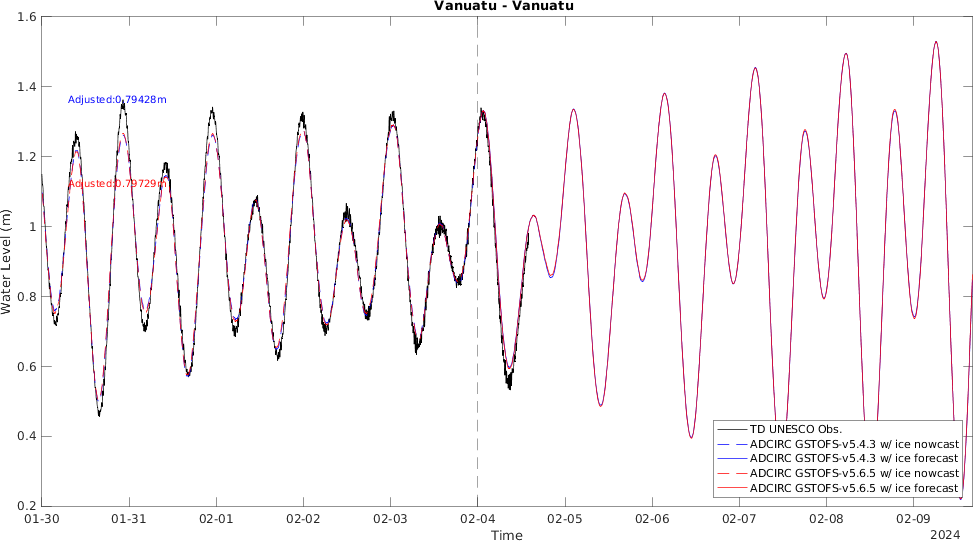 Vanuatu - Vanuatu
1.6
1.4
1.2
1
0.8
0.6
0.4
0.2
Water Level (m)
Adjusted:0.79428m
Adjusted:0.79729m
TD UNESCO Obs.
ADCIRC GSTOFS-v5.4.3 w/ ice nowcast
ADCIRC GSTOFS-v5.4.3 w/ ice forecast
ADCIRC GSTOFS-v5.6.5 w/ ice nowcast
ADCIRC GSTOFS-v5.6.5 w/ ice forecast
01-30 01-31 02-01 02-02 02-03 02-04 02-05 02-06 02-07 02-08 02-09
Time
2024